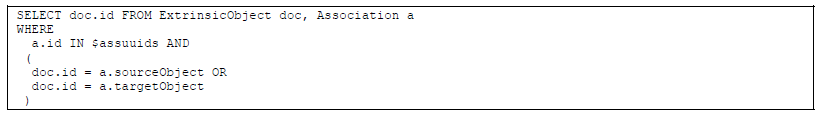 SELECT doc.id FROM ExtrinsicObject doc, Association a
WHERE
a.id IN $assuuids AND
(
doc.id = a.sourceObject OR
doc.id = a.targetObject
)